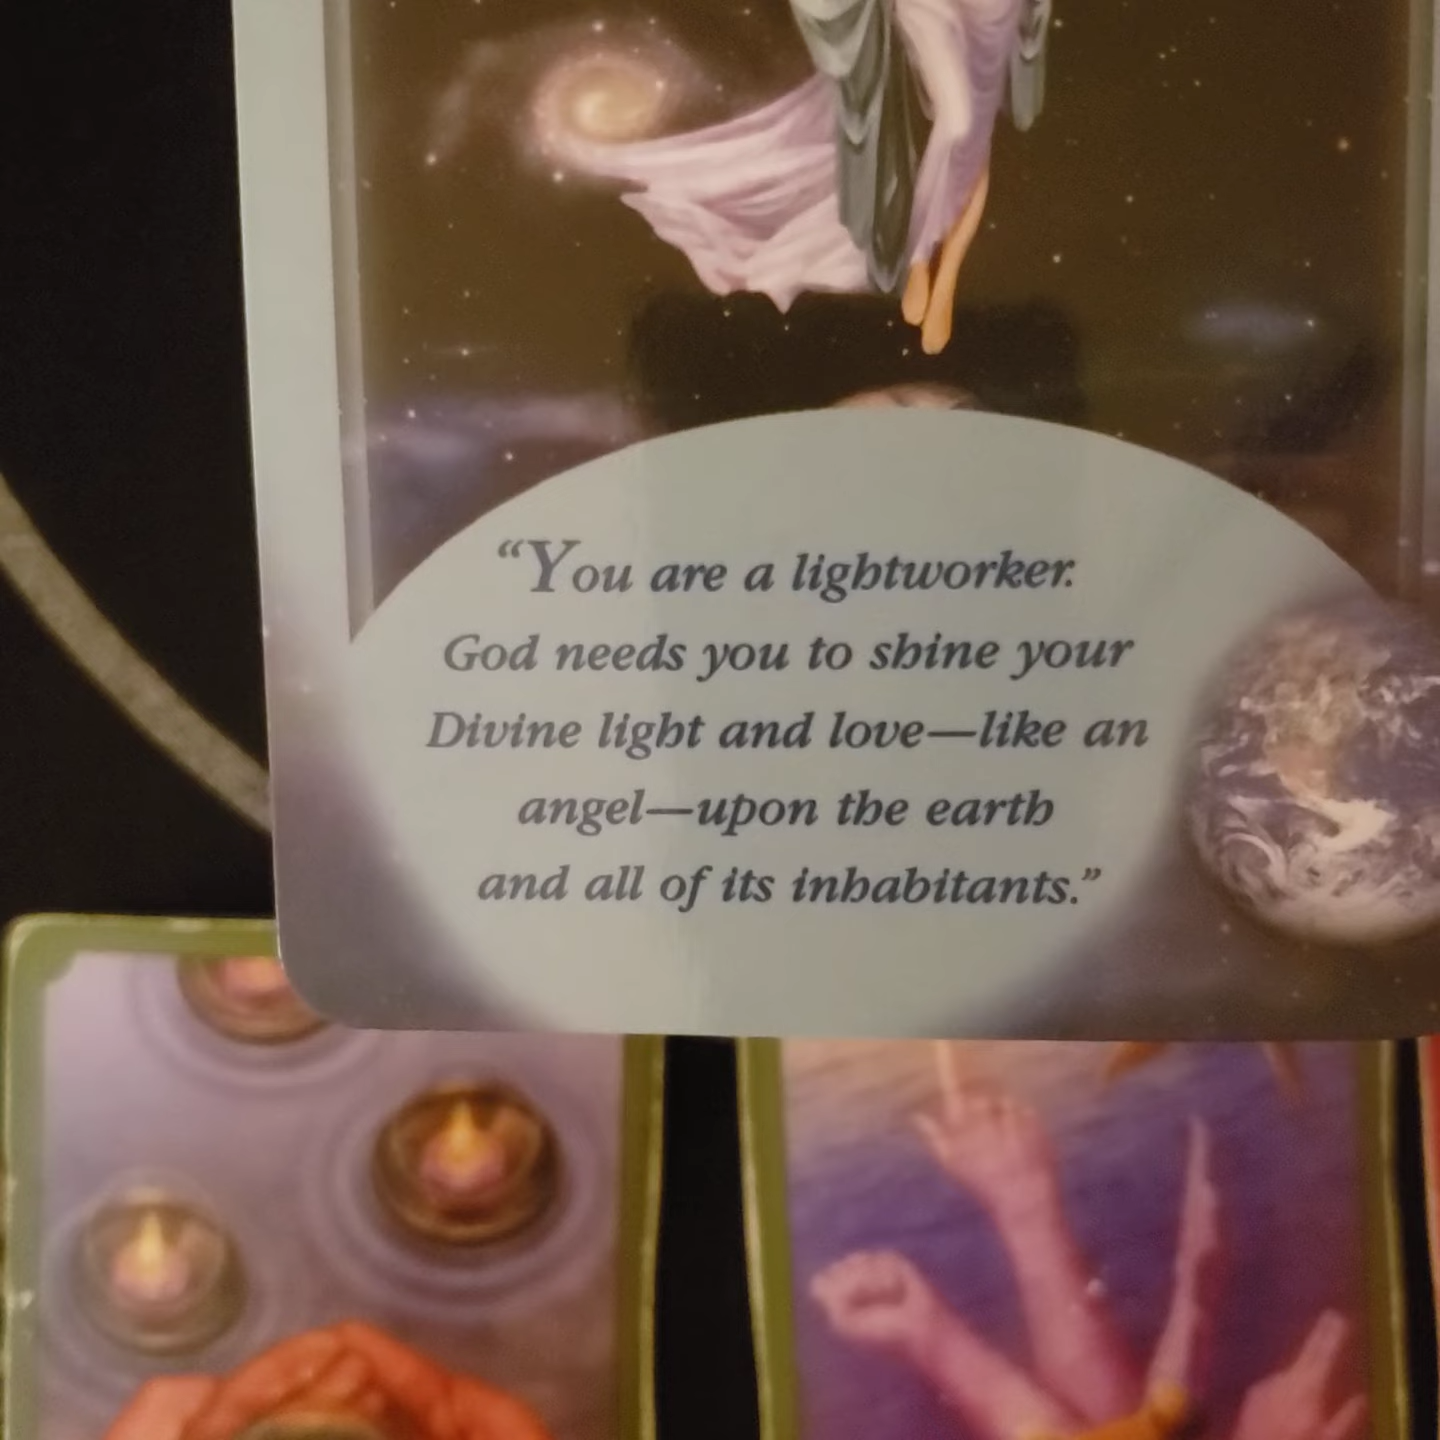 “You are a lightworker.
God needs you to shine your
Divine light and love—like an
angel—upon the earth
and all of its inhabitants.”